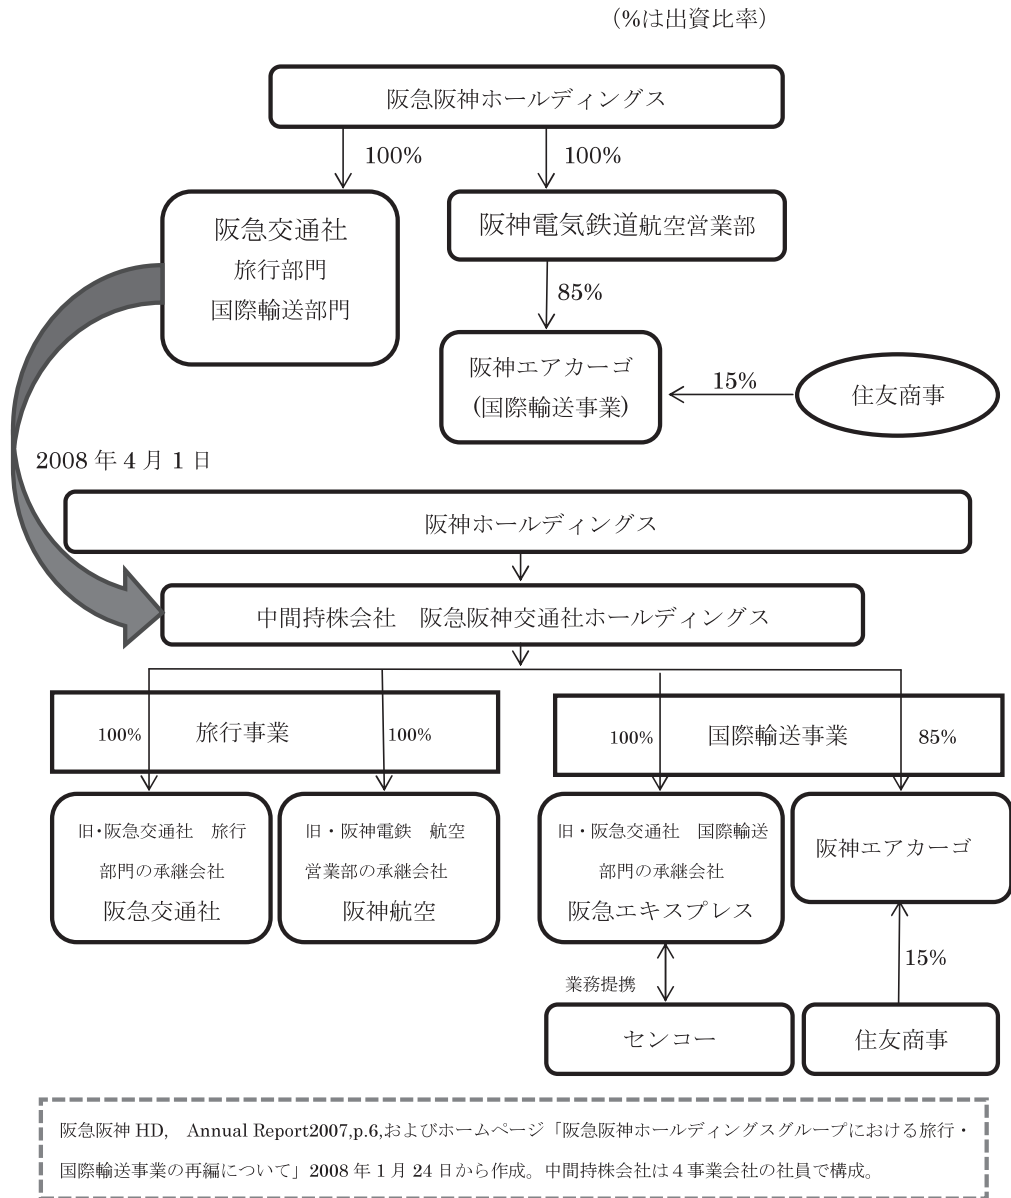 （%は出資比率）
阪急阪神ホールディングス
100%
100%
阪急交通社
旅行部門
国際輸送部門
阪神電気鉄道航空営業部
85%
阪神エアカーゴ
(国際輸送事業)
15%
住友商事
2008 年 4 月 1 日
阪神ホールディングス
中間持株会社　阪急阪神交通社ホールディングス
100%
旅行事業
100%
100%
国際輸送事業
85%
旧・阪急交通社　旅行
部門の承継会社
阪急交通社
旧・阪神電鉄　航空
営業部の承継会社
阪神航空
旧・阪急交通社　国際輸送
部門の承継会社
阪急エキスプレス
阪神エアカーゴ
15%
業務提携
センコー
住友商事
阪急阪神 HD,　Annual Report2007,p.6,およびホームページ「阪急阪神ホールディングスグループにおける旅行・
国際輸送事業の再編について」2008 年 1 月 24 日から作成。中間持株会社は４事業会社の社員で構成。